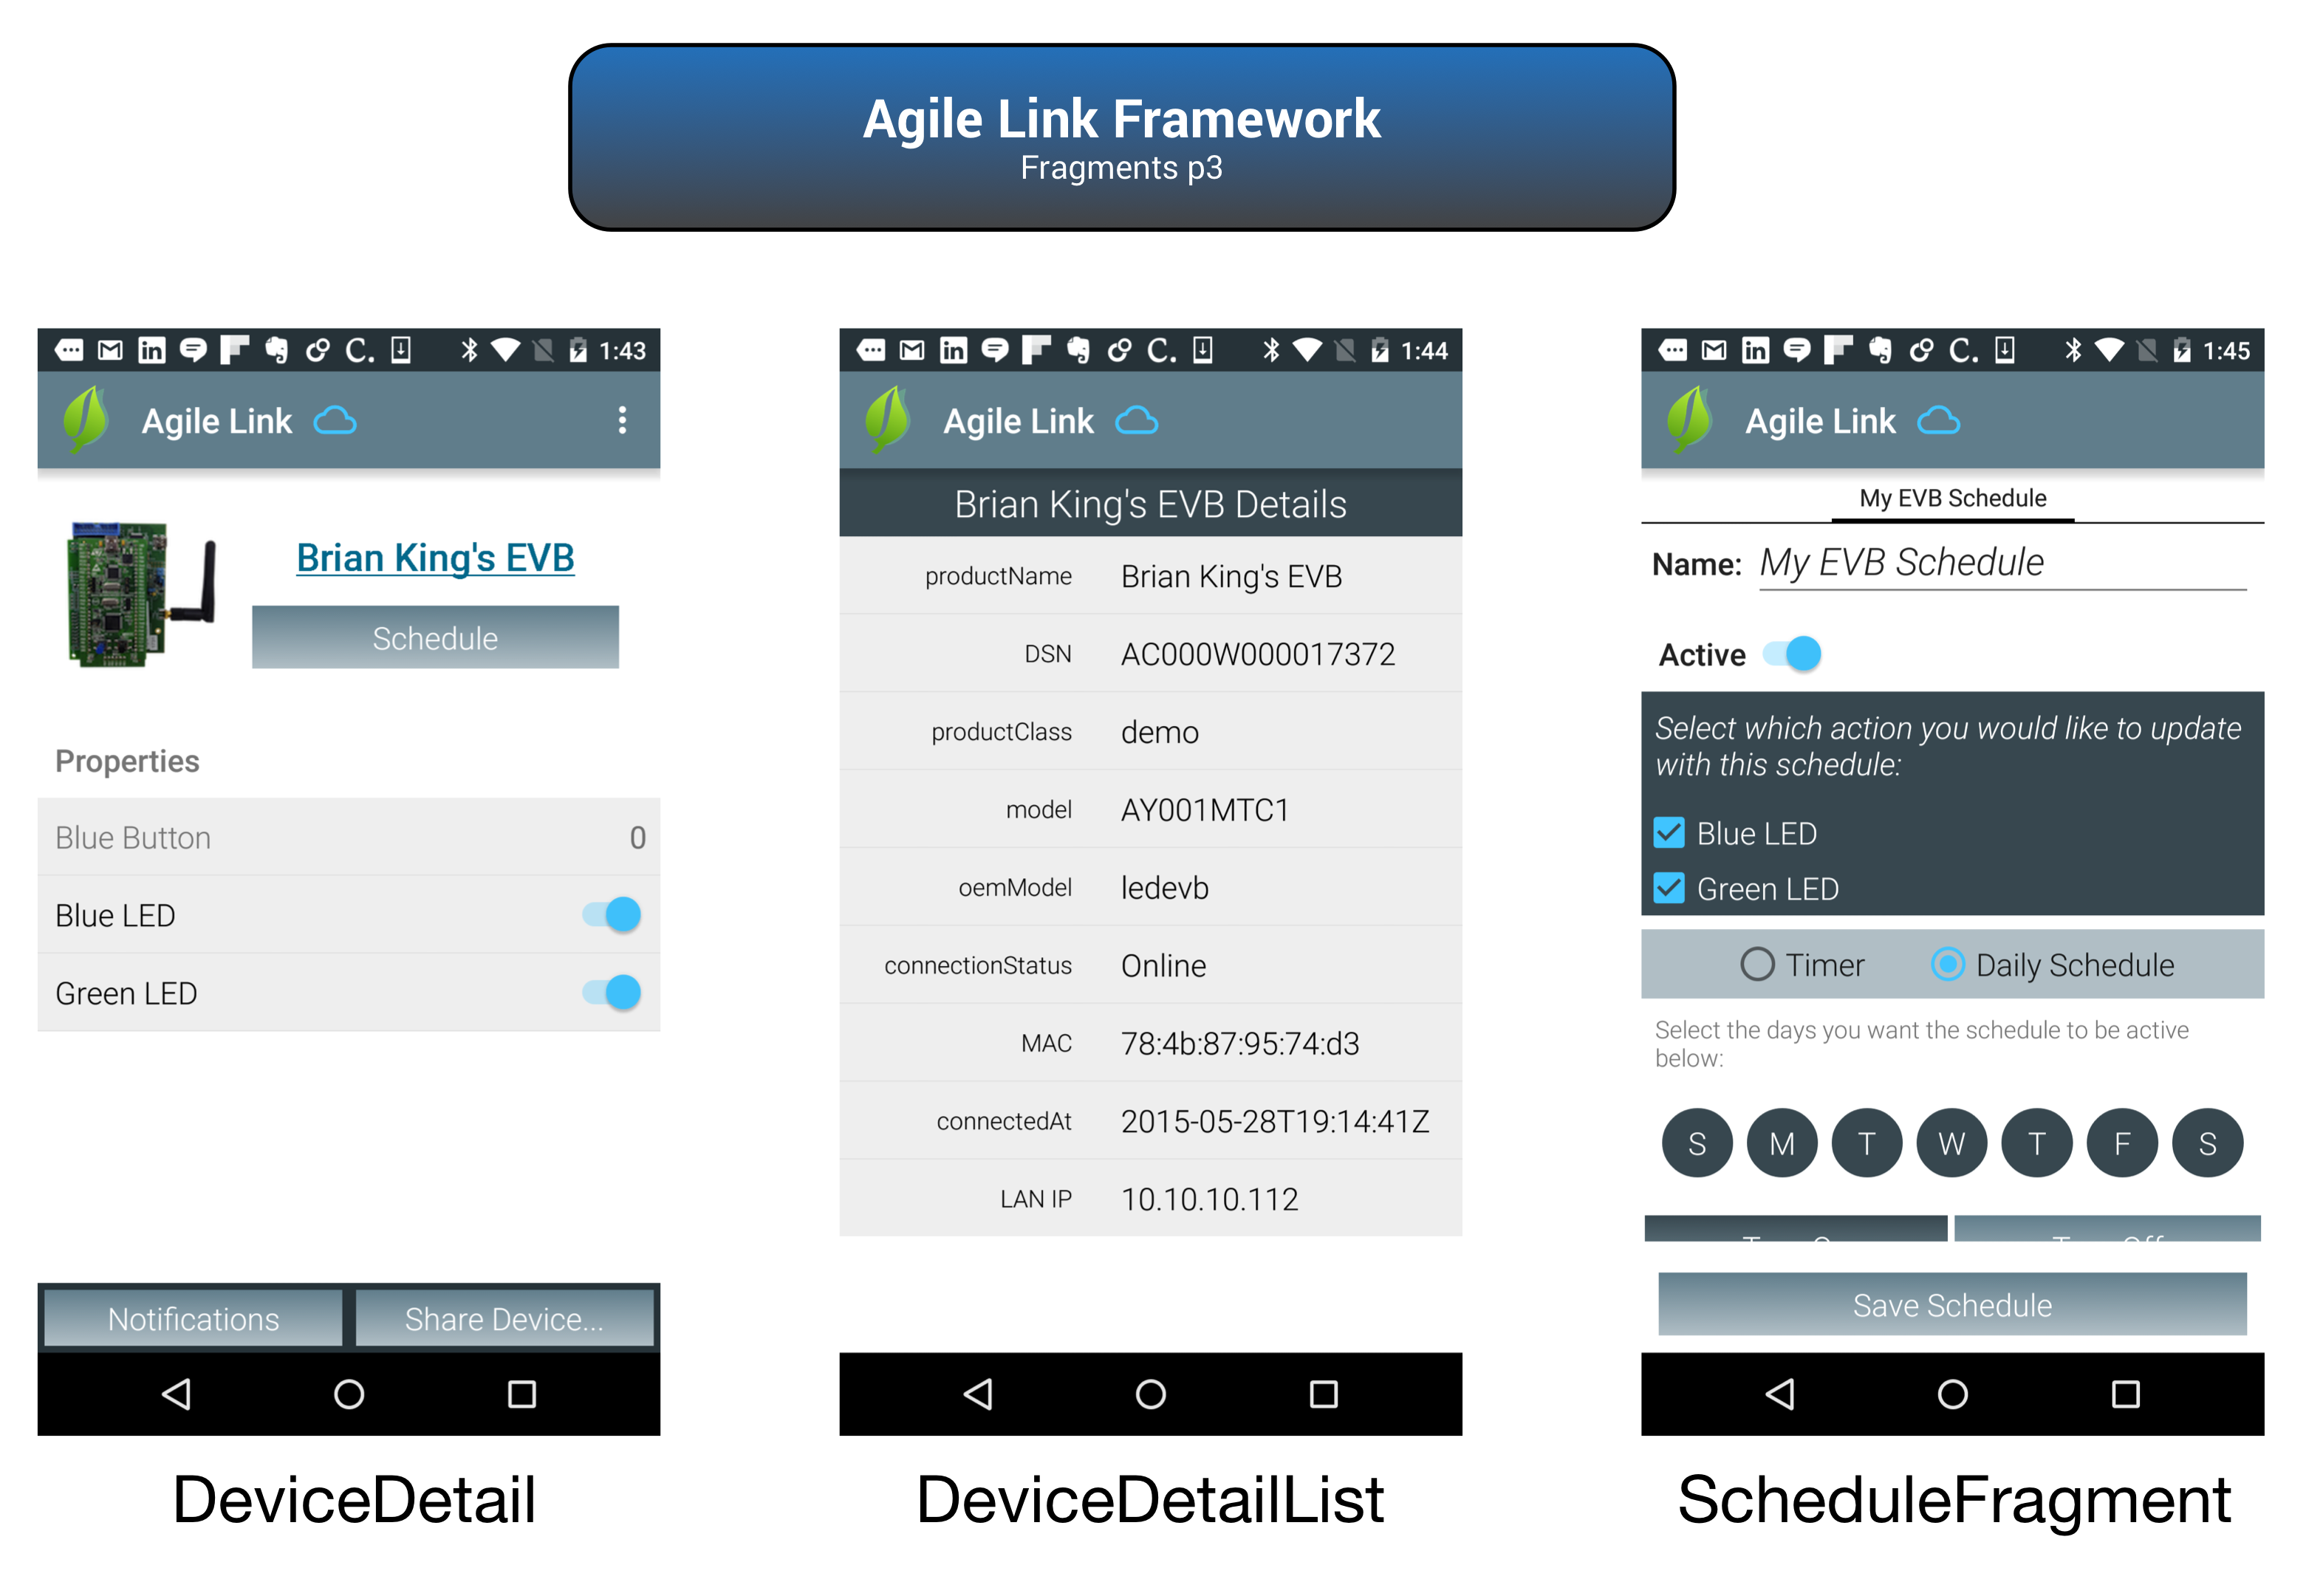 Agile Link Framework
Fragments p3
1:43
Agile Link
Brian King's EVB
Schedule
Properties
Blue Button 0
Blue LED
Green LED
Notifications Share Device...
DeviceDetail
1:44
Agile Link
Brian King's EVB Details
productName Brian King's EVB
DSN AC000W000017372
productClass demo
model AY001MTC1
oemModel ledevb
connectionStatus Online
MAC 78:4b:87:95:74:d3
connectedAt 2015-05-28T19:14:41Z
LAN IP 10.10.10.112
DeviceDetailList
1:45
Agile Link
My EVB Schedule
Name: My EVB Schedule
Active
Select which action you would like to update
with this schedule:
Blue LED
Green LED
Timer Daily Schedule
Select the days you want the schedule to be active
below:
S M T W T F S
Save Schedule
ScheduleFragment